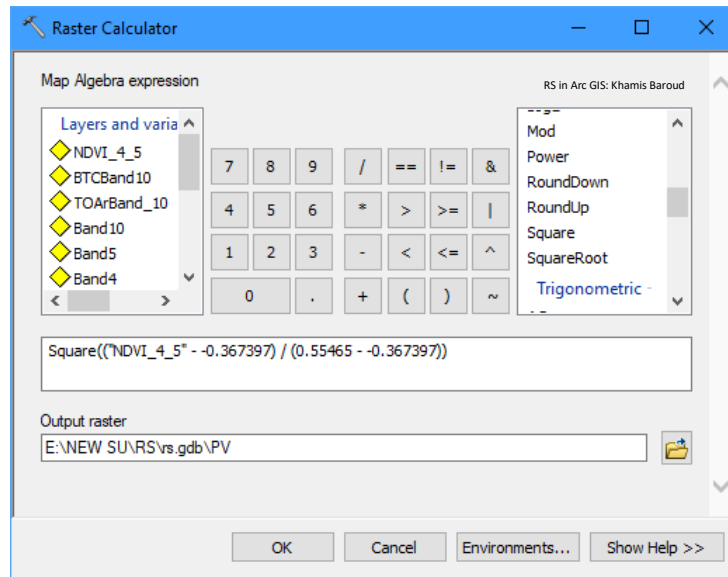 Raster Calculator
Map Algebra expression
RS in Arc GIS: Khamis Baroud
Layers and varia
NDVI_4_5
BTCBand10
TOArBand_10
Band10
Band5
Band4
7 8 9 / == != &
4 5 6 * > >= |
1 2 3 - < <= ^
0 . + ( ) ~
Mod
Power
RoundDown
RoundUp
Square
SquareRoot
Trigonometric
Square(("NDVI_4_5" - -0.367397) / (0.55465 - -0.367397))
Output raster
E:\NEW SU\RS\rs.gdb\PV
OK Cancel Environments... Show Help >>